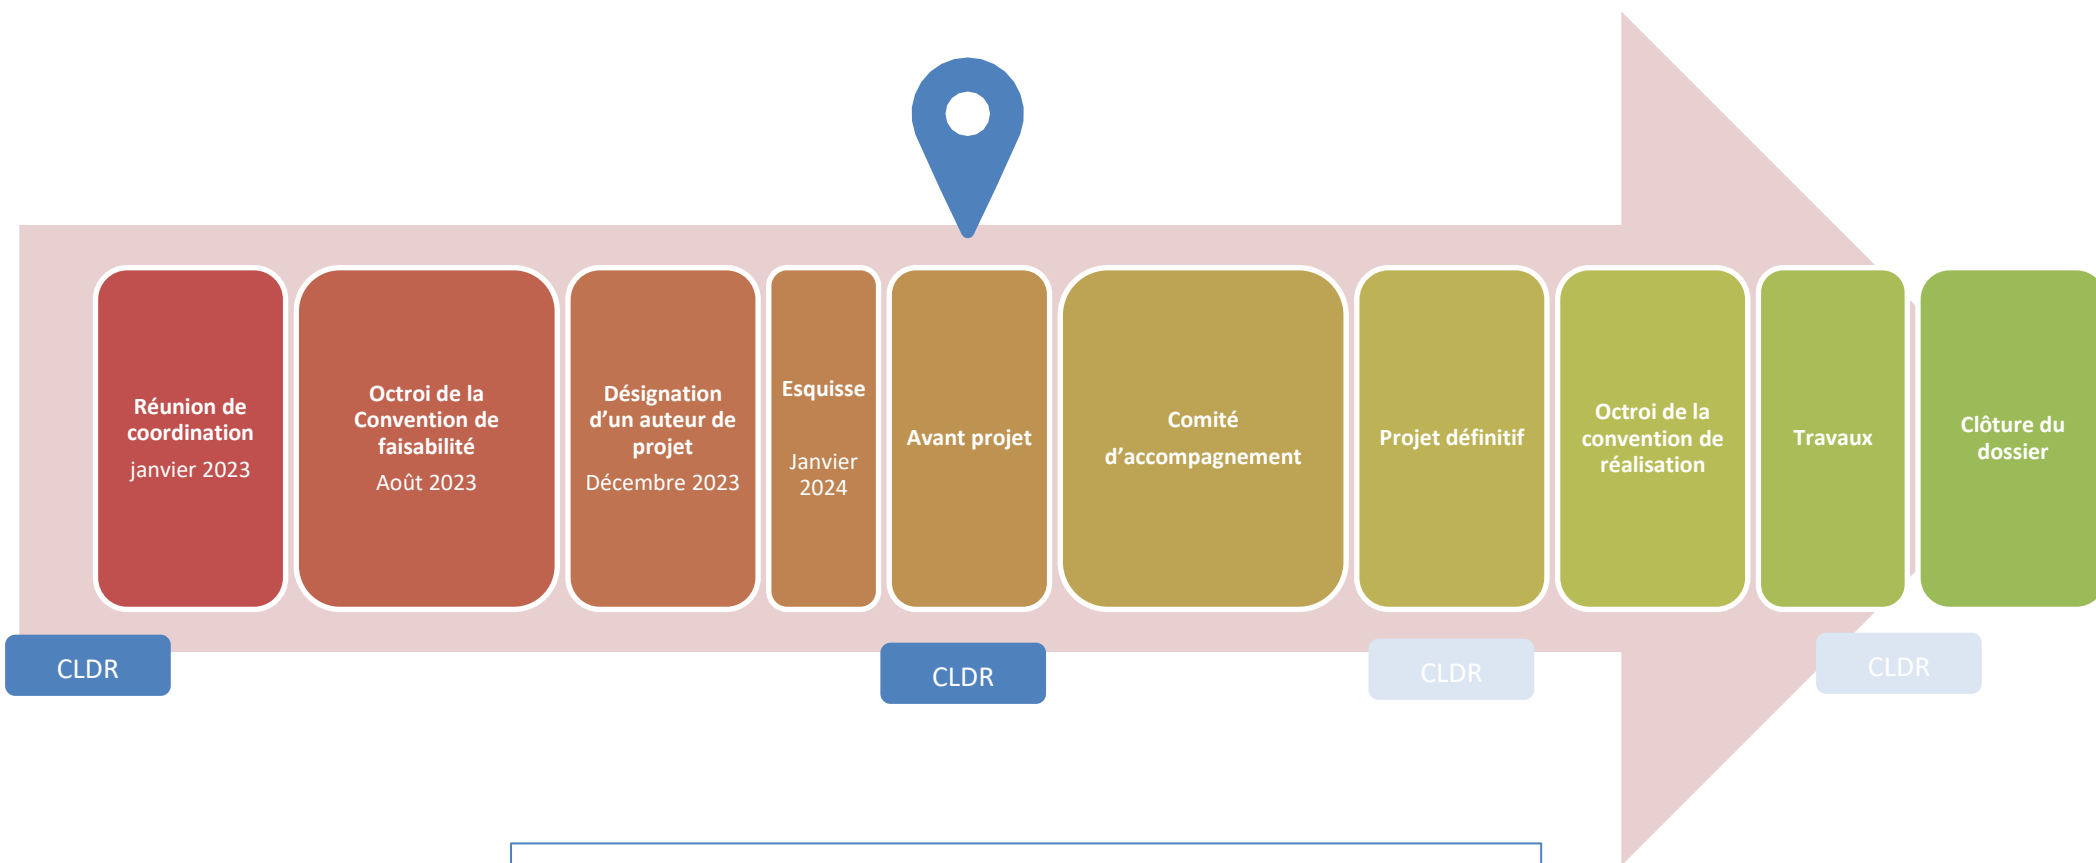 Réunion de
coordination
janvier 2023
Octroi de la
Convention de
faisabilité
Août 2023
Désignation
d’un auteur de
projet
Décembre 2023
Esquisse
Janvier
2024
Avant projet
Comité
d’accompagnement
Projet définitif
Octroi de la
convention de
réalisation
Travaux
Clôture du
dossier
CLDR
CLDR
CLDR
CLDR